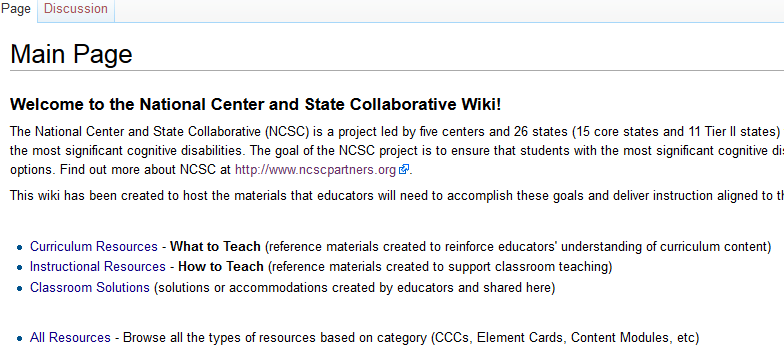 Page Discussion
Main Page
Welcome to the National Center and State Collaborative Wiki!
The National Center and State Collaborative (NCSC) is a project led by five centers and 26 states (15 core states and 11 Tier II states)
the most significant cognitive disabilities. The goal of the NCSC project is to ensure that students with the most significant cognitive di
options. Find out more about NCSC at http://www.ncscpartners.org.
This wiki has been created to host the materials that educators will need to accomplish these goals and deliver instruction aligned to t
Curriculum Resources - What to Teach (reference materials created to reinforce educators' understanding of curriculum content)
Instructional Resources - How to Teach (reference materials created to support classroom teaching)
Classroom Solutions (solutions or accommodations created by educators and shared here)
All Resources - Browse all the types of resources based on category (CCCs, Element Cards, Content Modules, etc)